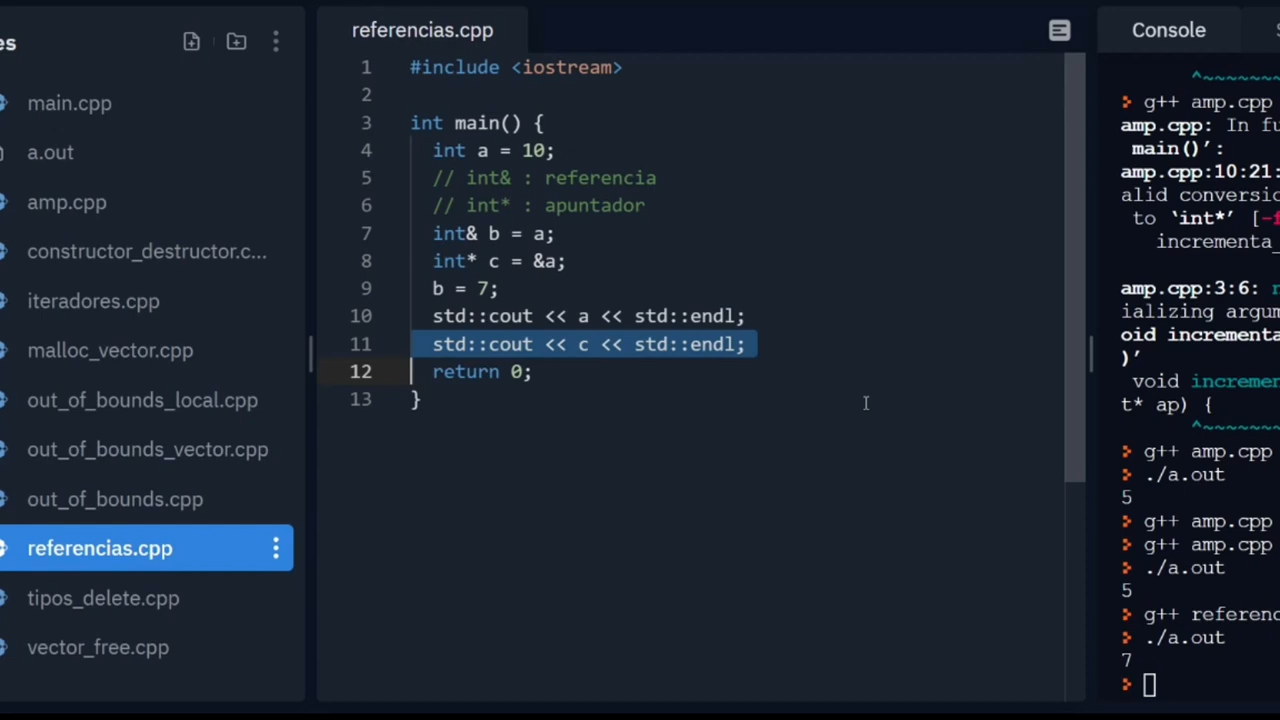 es
main.cpp
a.out
amp.cpp
constructor_destructor.c...
iteradores.cpp
malloc_vector.cpp
out_of_bounds_local.cpp
out_of_bounds_vector.cpp
out_of_bounds.cpp
referencias.cpp
tipos_delete.cpp
vector_free.cpp
referencias.cpp
1 #include <iostream>
2
3 int main() {
4 int a = 10;
5 // int& : referencia
6 // int* : apuntador
7 int& b = a;
8 int* c = &a;
9 b = 7;
10 std::cout << a << std::endl;
11 std::cout << c << std::endl;
12 return 0;
13 }
Console
^~~~~~~~
g++ amp.cpp
amp.cpp: In fu
main()’:
amp.cpp:10:21:
alid conversio
to ‘int*’ [-f
incrementa_
amp.cpp:3:6: n
ializing argum
oid incrementa
)’
void incremen
t* ap) {
^~~~~~~~
g++ amp.cpp
./a.out
5
g++ amp.cpp
g++ amp.cpp
./a.out
5
g++ referenc
./a.out
7